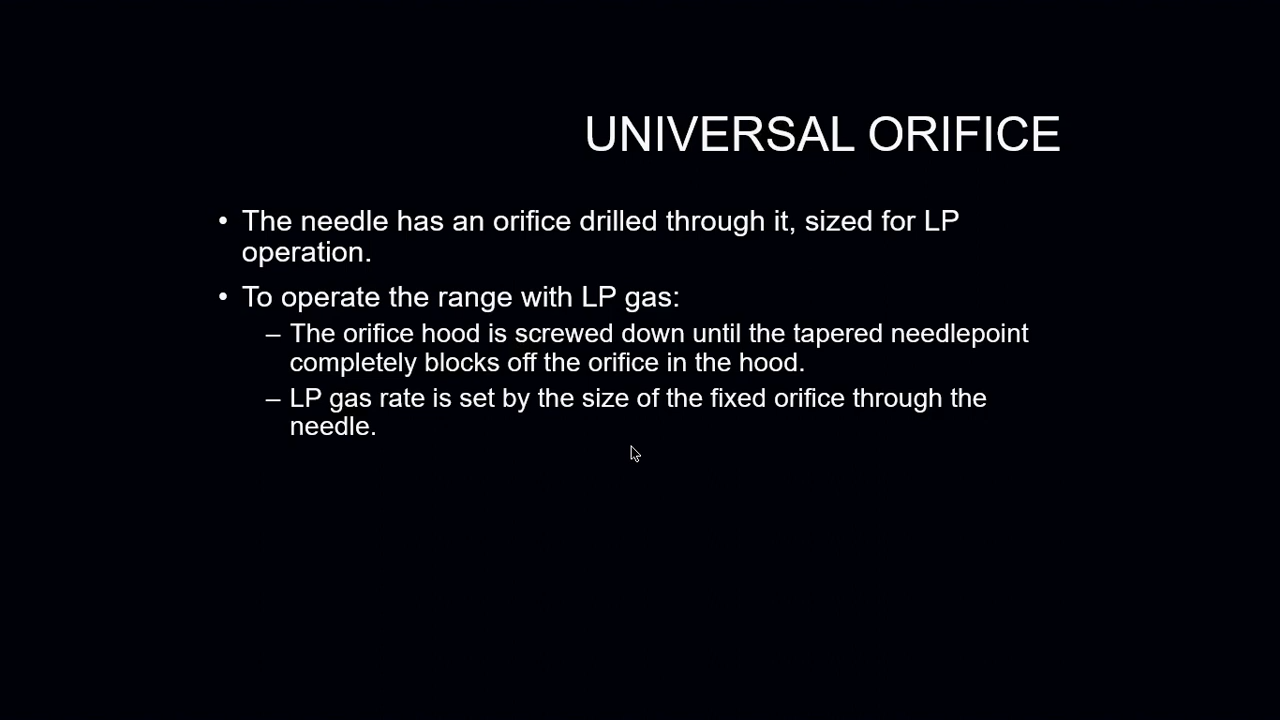 UNIVERSAL ORIFICE
• The needle has an orifice drilled through it, sized for LP
operation.
• To operate the range with LP gas:
– The orifice hood is screwed down until the tapered needlepoint
completely blocks off the orifice in the hood.
– LP gas rate is set by the size of the fixed orifice through the
needle.